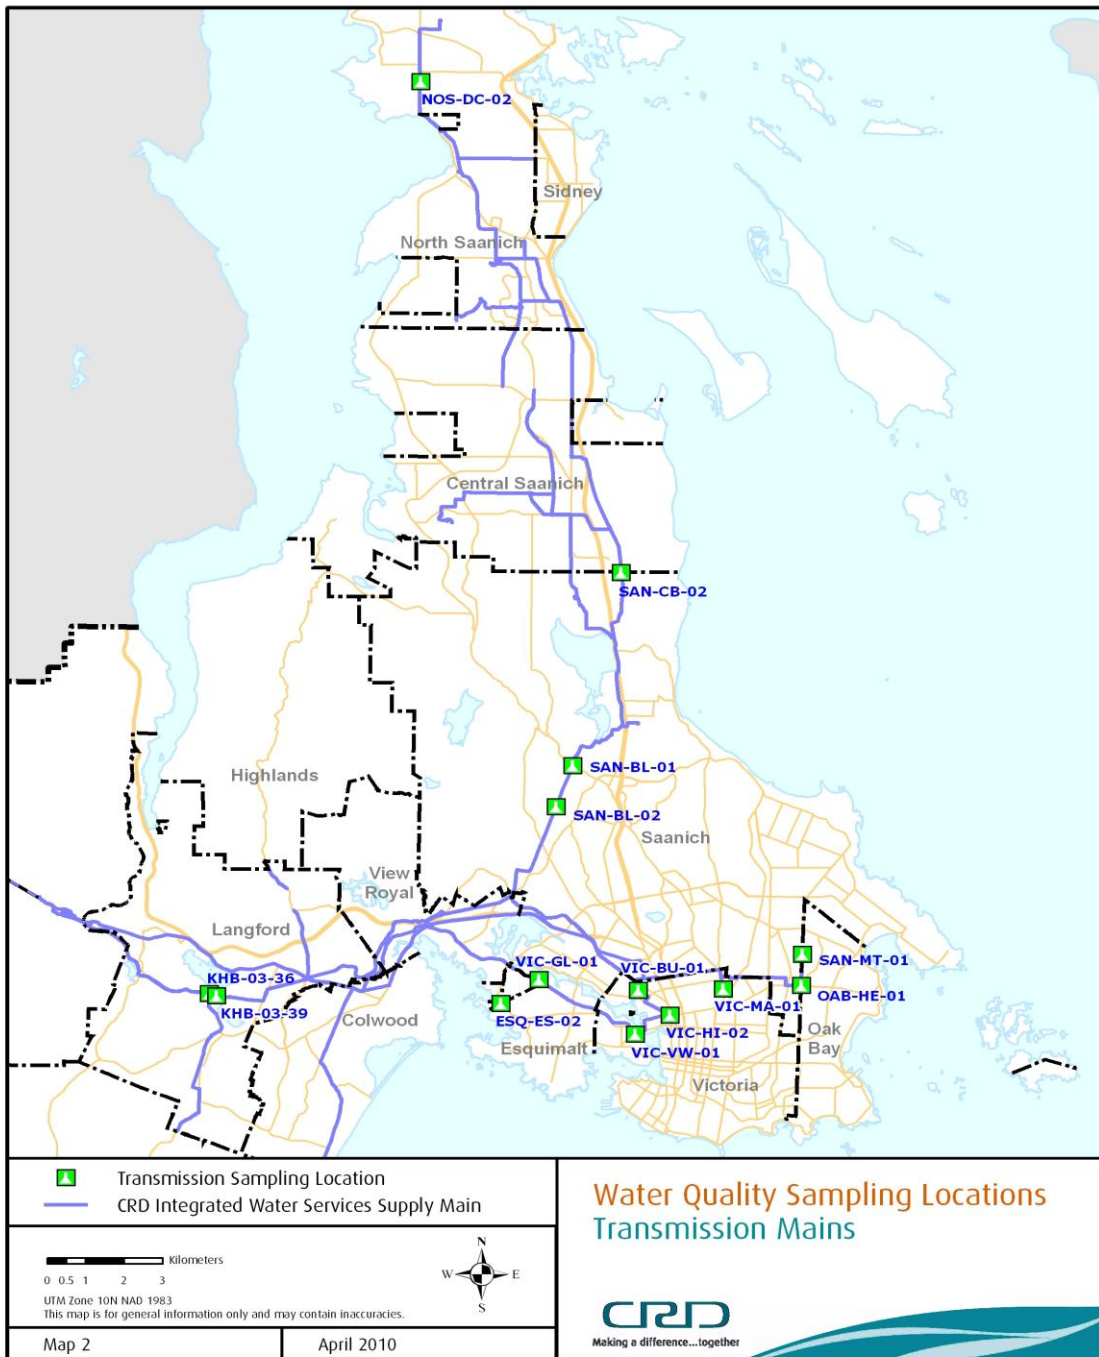 NOS-DC-02
Sidney
North Saanich
Central Saanich
SAN-CB-02
SAN-BL-01
Highlands
SAN-BL-02
Saanich
View
Royal
Langford
SAN-MT-01
VIC-GL-01
VIC-BU-01
KHB-03-36
OAB-HE-01
VIC-MA-01
KHB-03-39
ESQ-ES-02
Colwood
VIC-HI-02
Oak
Bay
Esquimalt
VIC-VW-01
Victoria
Transmission Sampling Location
CRD Integrated Water Services Supply Main
Water Quality Sampling Locations
Transmission Mains
Kilometers
0 0.5 1 2 3
N
W E
S
UTM Zone 10N NAD 1983
This map is for general information only and may contain inaccuracies.
CRD
Making a difference...together
Map 2
April 2010